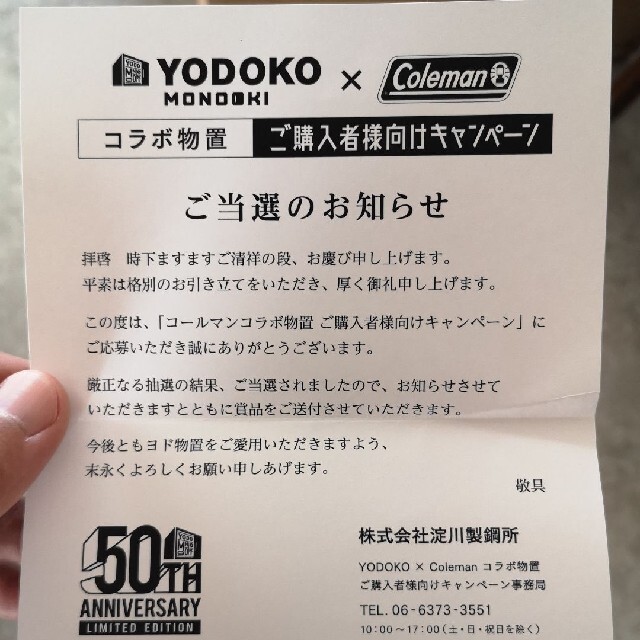 YODOKO MONOOKI × Coleman
コラボ物置 ご購入者様向けキャンペーン
ご当選のお知らせ
拝啓　時下ますますご清祥の段、お慶び申し上げます。
平素は格別のお引き立てをいただき、厚く御礼申し上げます。
この度は、「コールマンコラボ物置 ご購入者様向けキャンペーン」に
ご応募いただき誠にありがとうございます。
厳正なる抽選の結果、ご当選されましたので、お知らせさせて
いただきますとともに賞品をご送付させていただきます。
今後ともヨド物置をご愛用いただきますよう、
末永くよろしくお願い申しあげます。
敬具
50TH
ANNIVERSARY
LIMITED EDITION
株式会社淀川製鋼所
YODOKO × Coleman コラボ物置
ご購入者様向けキャンペーン事務局
TEL. 06-6373-3551
10:00～17:00(土・日・祝日を除く)